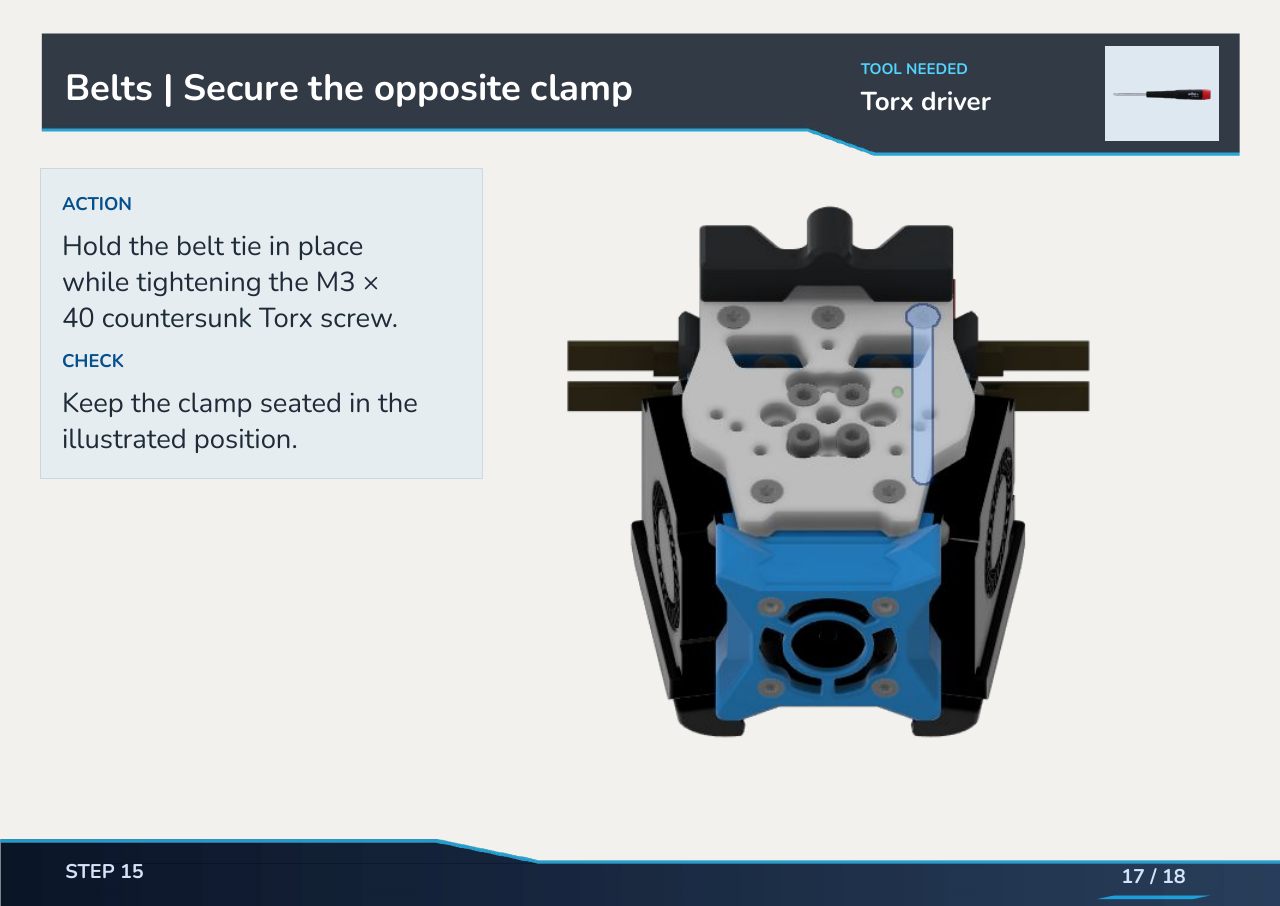 Belts | Secure the opposite clamp
TOOL NEEDED
Torx driver
ACTION
Hold the belt tie in place
while tightening the M3 ×
40 countersunk Torx screw.
CHECK
Keep the clamp seated in the
illustrated position.
STEP 15
17 / 18